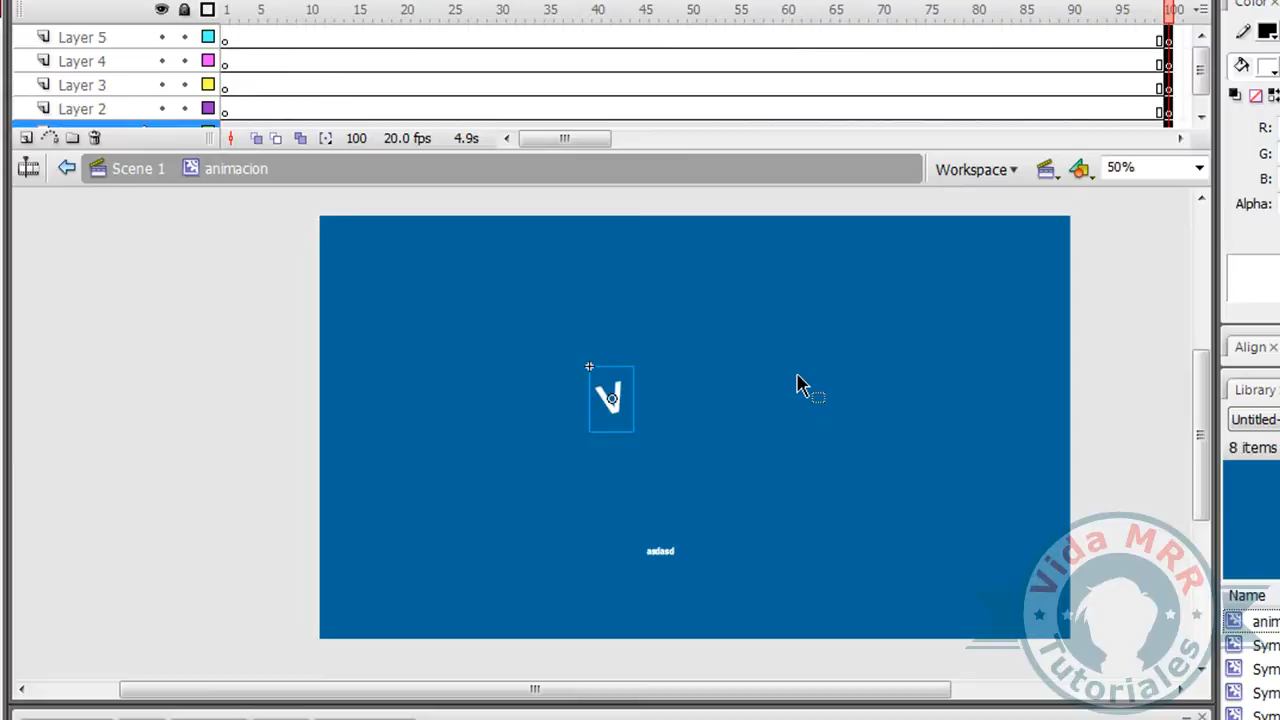 1 5 10 15 20 25 30 35 40 45 50 55 60 65 70 75 80 85 90 95 100
Layer 5
Layer 4
Layer 3
Layer 2
100 20.0 fps 4.9s
Scene 1 animacion Workspace 50%
V
asdasd
Color ×
R:
G:
B:
Alpha:
Align ×
Library
Untitled-
8 items
Name
anim
Sym
Sym
Sym
Sym
Vida MRR
Tutoriales